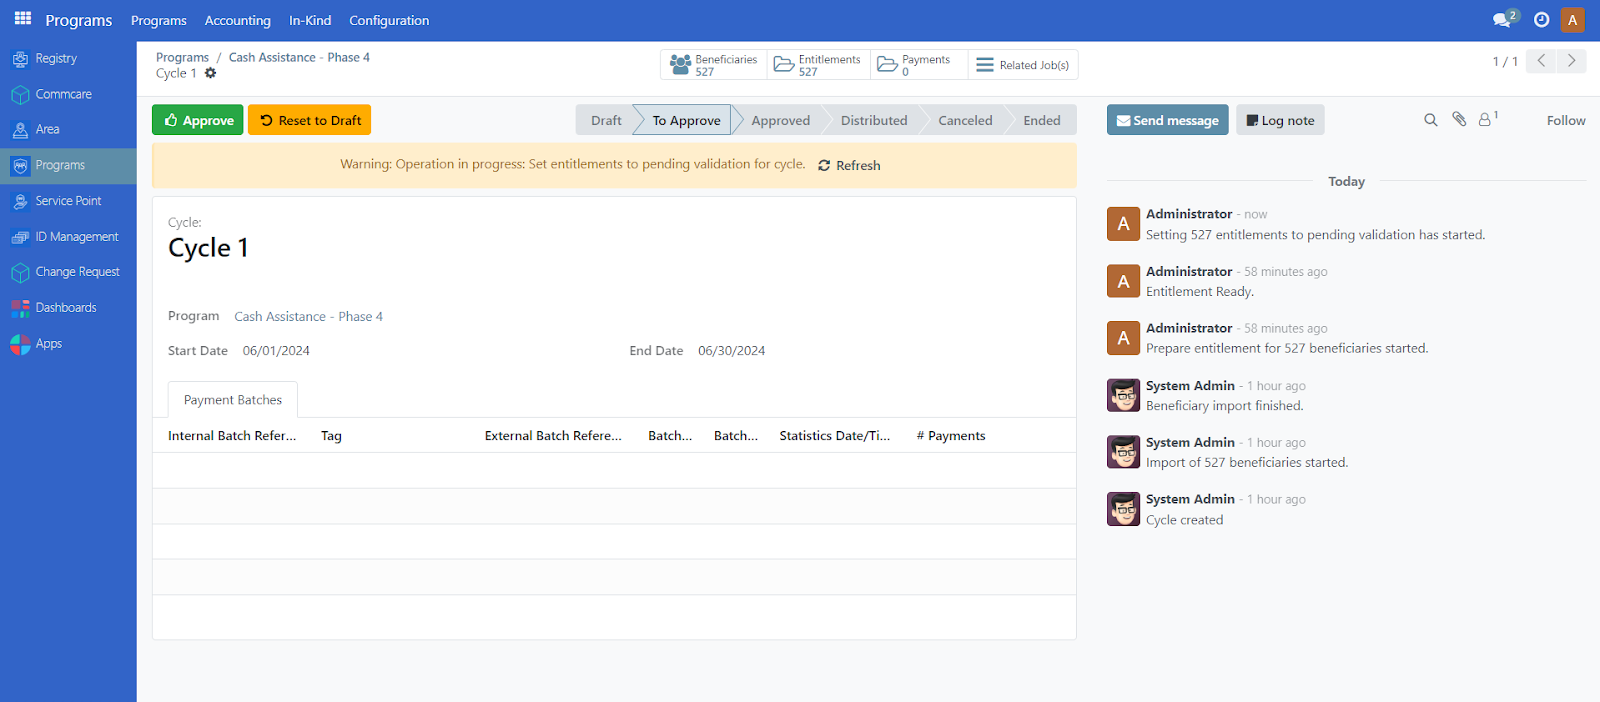 Programs
Programs Accounting In-Kind Configuration
2
A
Registry
Commcare
Area
Programs
Service Point
ID Management
Change Request
Dashboards
Apps
Programs / Cash Assistance - Phase 4
Cycle 1
Beneficiaries
527
Entitlements
527
Payments
0
Related Job(s)
1 / 1
Approve
Reset to Draft
Draft To Approve Approved Distributed Canceled Ended
Warning: Operation in progress: Set entitlements to pending validation for cycle. Refresh
Cycle:
Cycle 1
Program Cash Assistance - Phase 4
Start Date 06/01/2024
End Date 06/30/2024
Payment Batches
Internal Batch Refer... Tag External Batch Refere... Batch... Batch... Statistics Date/Ti... # Payments
Send message
Log note
1
Follow
Today
A
Administrator - now
Setting 527 entitlements to pending validation has started.
A
Administrator - 58 minutes ago
Entitlement Ready.
A
Administrator - 58 minutes ago
Prepare entitlement for 527 beneficiaries started.
System Admin - 1 hour ago
Beneficiary import finished.
System Admin - 1 hour ago
Import of 527 beneficiaries started.
System Admin - 1 hour ago
Cycle created